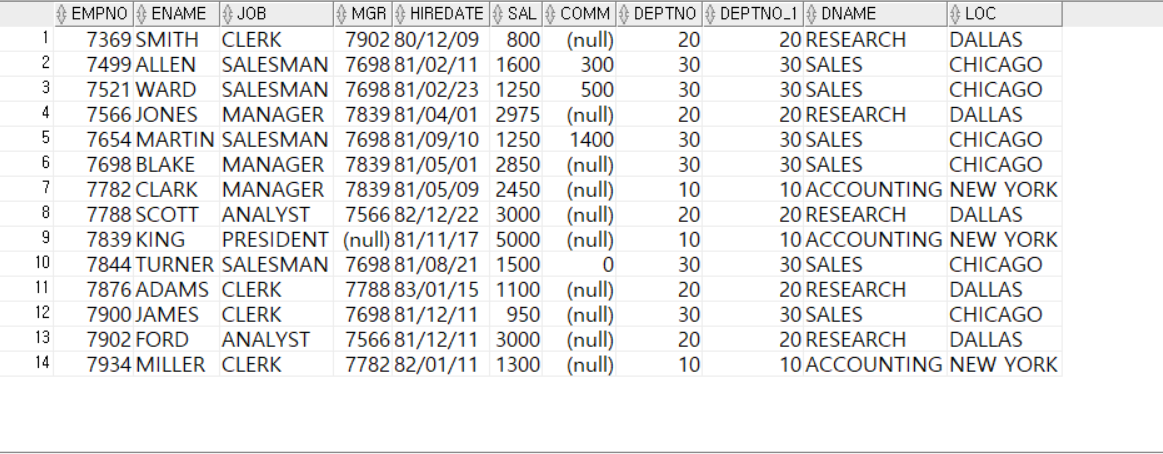 EMPNO ENAME JOB MGR HIREDATE SAL COMM DEPTNO DEPTNO_1 DNAME LOC
1 7369 SMITH CLERK 7902 80/12/09 800 (null) 20 20 RESEARCH DALLAS
2 7499 ALLEN SALESMAN 7698 81/02/11 1600 300 30 30 SALES CHICAGO
3 7521 WARD SALESMAN 7698 81/02/23 1250 500 30 30 SALES CHICAGO
4 7566 JONES MANAGER 7839 81/04/01 2975 (null) 20 20 RESEARCH DALLAS
5 7654 MARTIN SALESMAN 7698 81/09/10 1250 1400 30 30 SALES CHICAGO
6 7698 BLAKE MANAGER 7839 81/05/01 2850 (null) 30 30 SALES CHICAGO
7 7782 CLARK MANAGER 7839 81/05/09 2450 (null) 10 10 ACCOUNTING NEW YORK
8 7788 SCOTT ANALYST 7566 82/12/22 3000 (null) 20 20 RESEARCH DALLAS
9 7839 KING PRESIDENT (null) 81/11/17 5000 (null) 10 10 ACCOUNTING NEW YORK
10 7844 TURNER SALESMAN 7698 81/08/21 1500 0 30 30 SALES CHICAGO
11 7876 ADAMS CLERK 7788 83/01/15 1100 (null) 20 20 RESEARCH DALLAS
12 7900 JAMES CLERK 7698 81/12/11 950 (null) 30 30 SALES CHICAGO
13 7902 FORD ANALYST 7566 81/12/11 3000 (null) 20 20 RESEARCH DALLAS
14 7934 MILLER CLERK 7782 82/01/11 1300 (null) 10 10 ACCOUNTING NEW YORK